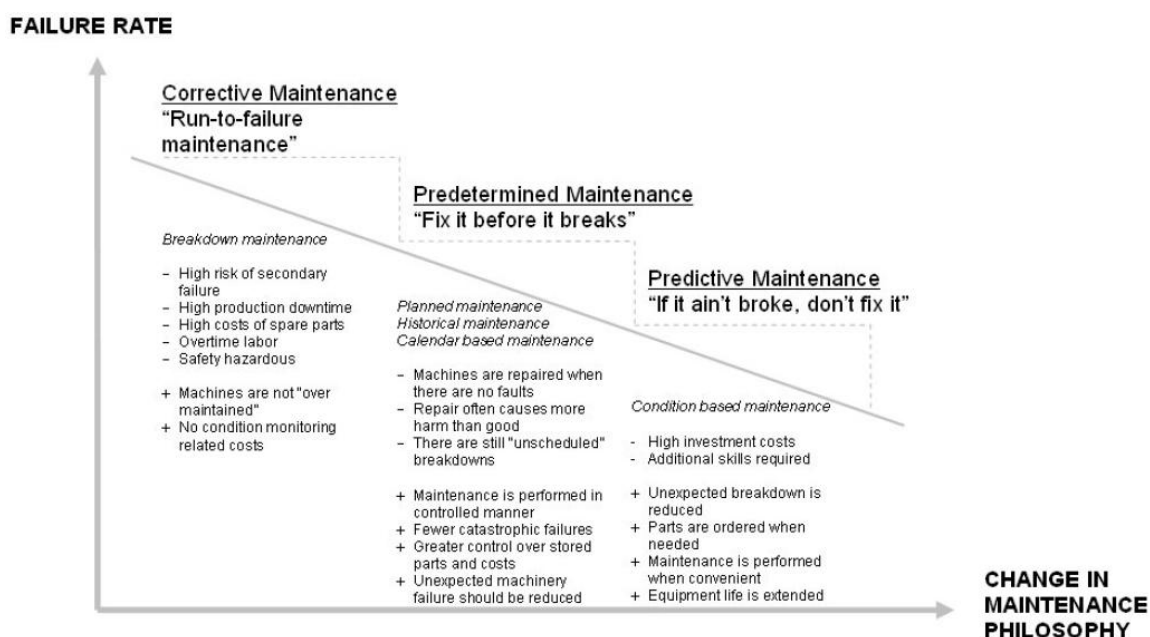 FAILURE RATE
Corrective Maintenance
“Run-to-failure
maintenance”
Breakdown maintenance
– High risk of secondary
failure
– High production downtime
– High costs of spare parts
– Overtime labor
– Safety hazardous
+ Machines are not "over
maintained"
+ No condition monitoring
related costs
Predetermined Maintenance
“Fix it before it breaks”
Planned maintenance
Historical maintenance
Calendar based maintenance
– Machines are repaired when
there are no faults
– Repair often causes more
harm than good
– There are still "unscheduled"
breakdowns
+ Maintenance is performed in
controlled manner
+ Fewer catastrophic failures
+ Greater control over stored
parts and costs
+ Unexpected machinery
failure should be reduced
Predictive Maintenance
“If it ain’t broke, don’t fix it”
Condition based maintenance
- High investment costs
- Additional skills required
+ Unexpected breakdown is
reduced
+ Parts are ordered when
needed
+ Maintenance is performed
when convenient
+ Equipment life is extended
CHANGE IN
MAINTENANCE
PHILOSOPHY